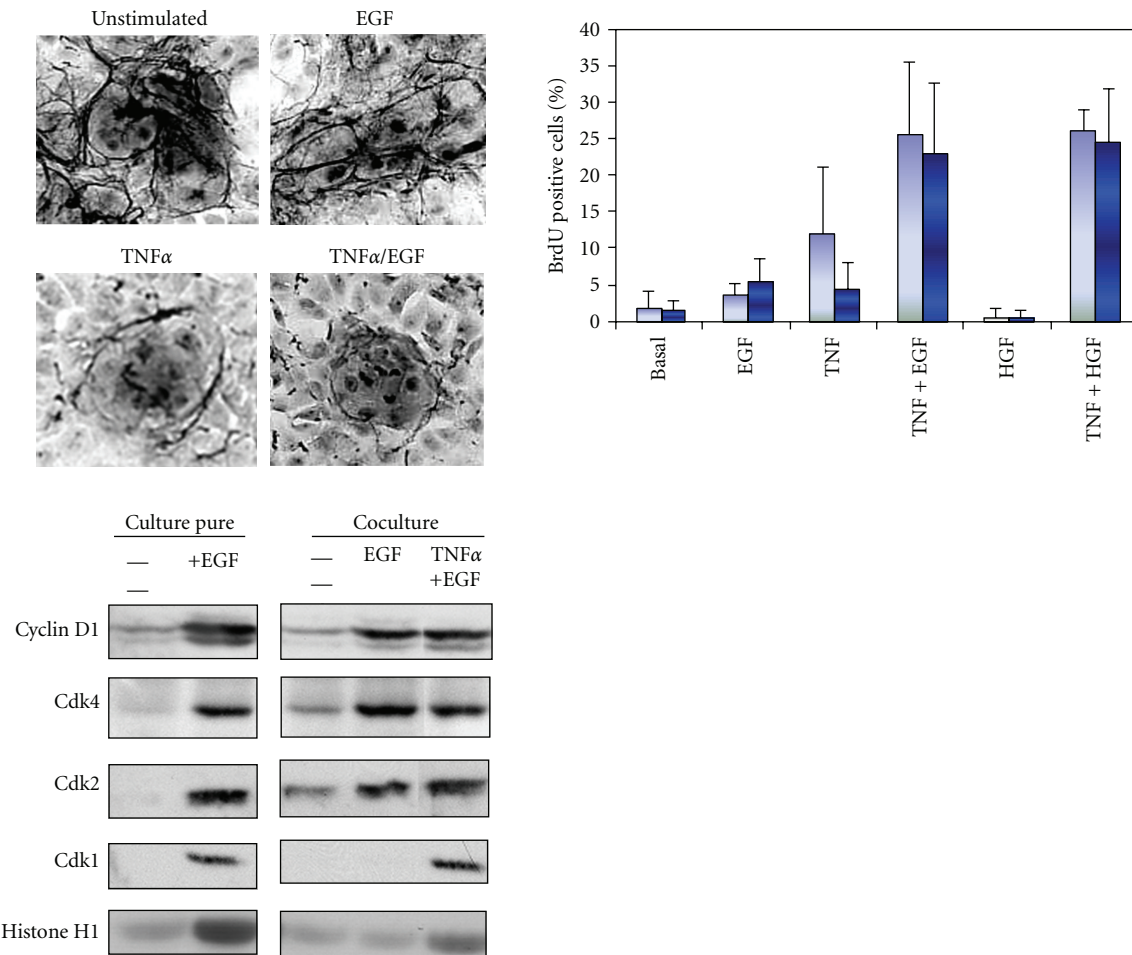 Unstimulated
EGF
TNFα
TNFα/EGF
BrdU positive cells (%)
40
35
30
25
20
15
10
5
0
Basal
EGF
TNF
TNF + EGF
HGF
TNF + HGF
Culture pure
Coculture
— +EGF — EGF TNFα
— — +EGF
Cyclin D1
Cdk4
Cdk2
Cdk1
Histone H1